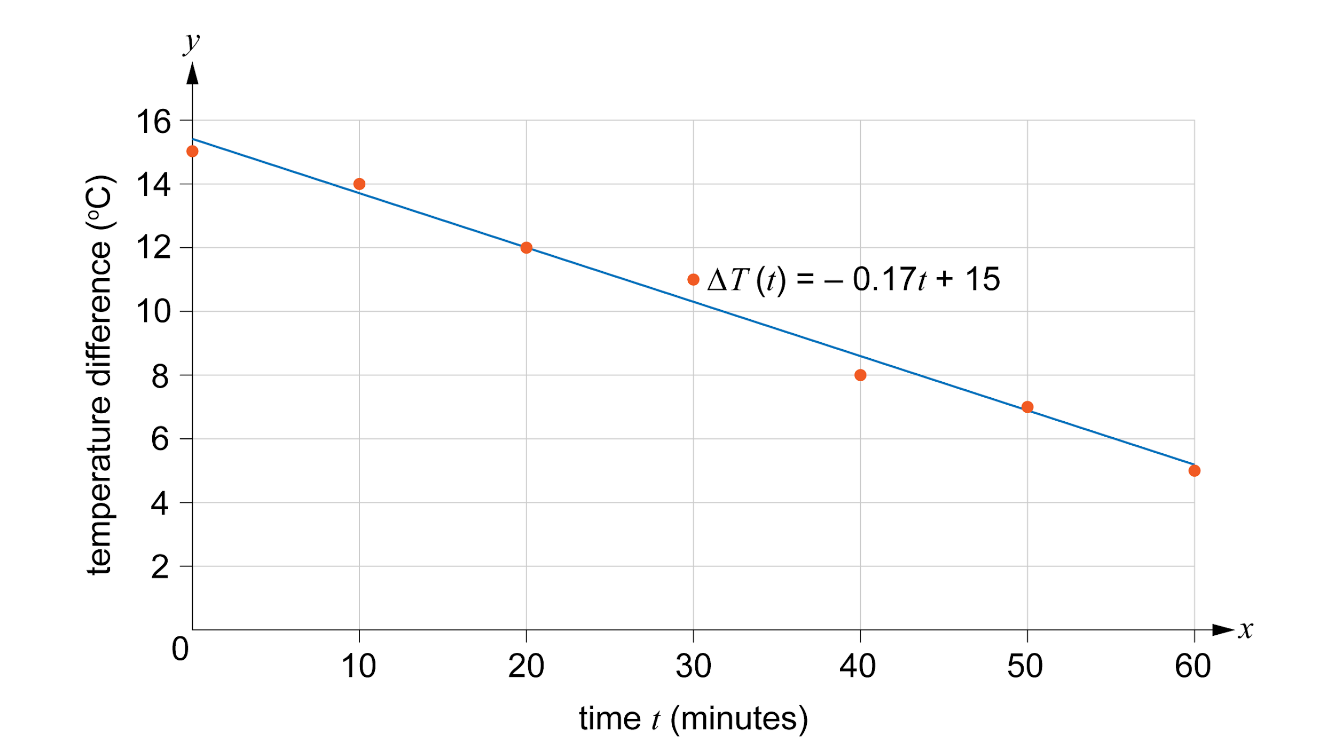 y
16
14
12
10
8
6
4
2
0
temperature difference (°C)
ΔT (t) = – 0.17t + 15
10 20 30 40 50 60
x
time t (minutes)